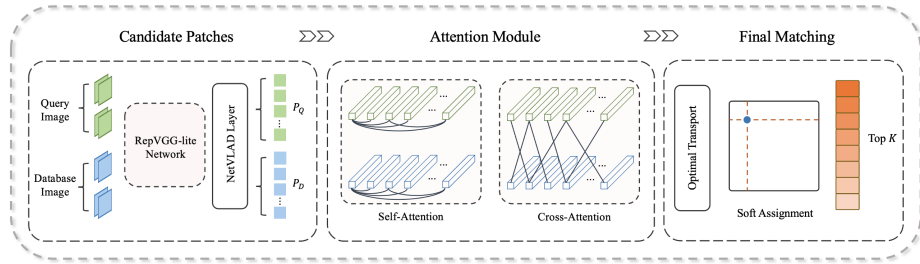 Candidate Patches
Attention Module
Final Matching
Query
Image
Database
Image
RepVGG-lite
Network
NetVLAD Layer
P_Q
P_D
...
...
Self-Attention
...
...
Cross-Attention
Optimal Transport
Soft Assignment
Top K